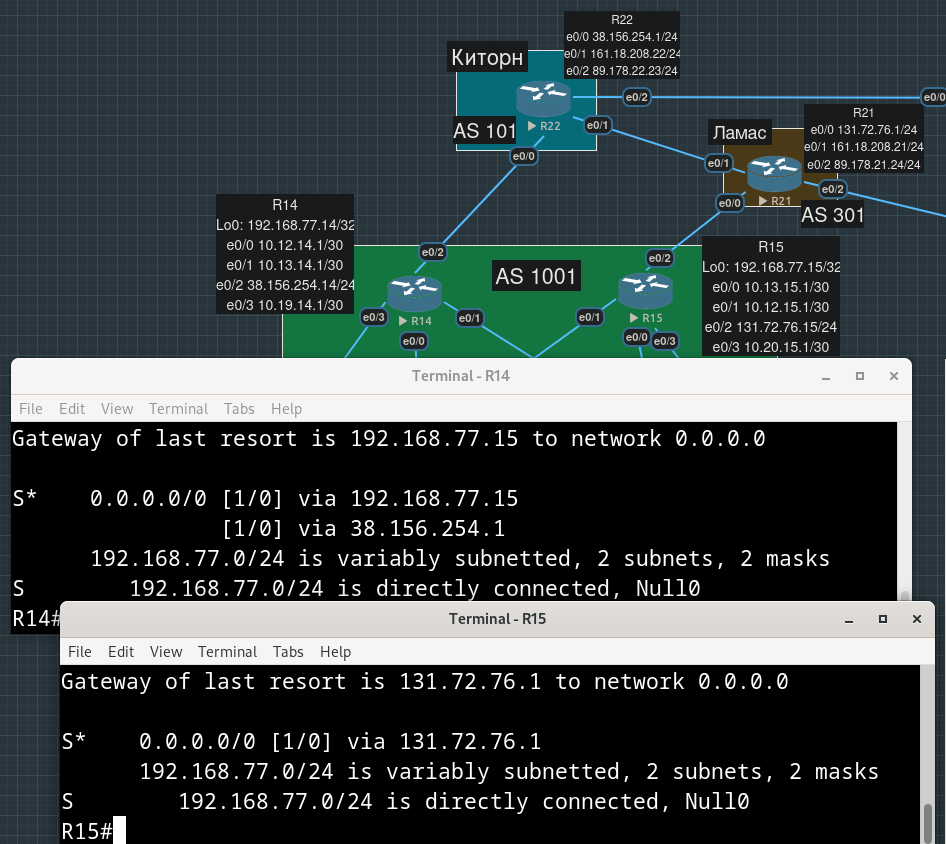 R22
e0/0 38.156.254.1/24
e0/1 161.18.208.22/24
e0/2 89.178.22.23/24
Киторн
AS 101
R22
e0/2
e0/1
e0/0
e0/0
R21
e0/0 131.72.76.1/24
e0/1 161.18.208.21/24
e0/2 89.178.21.24/24
Ламас
e0/1
e0/2
e0/0
R21
AS 301
R14
Lo0: 192.168.77.14/32
e0/0 10.12.14.1/30
e0/1 10.13.14.1/30
e0/2 38.156.254.14/24
e0/3 10.19.14.1/30
e0/2
AS 1001
e0/2
R15
Lo0: 192.168.77.15/32
e0/0 10.13.15.1/30
e0/1 10.12.15.1/30
e0/2 131.72.76.15/24
e0/3 10.20.15.1/30
e0/3
R14
e0/1
e0/1
R15
e0/0
e0/0
e0/3
Terminal - R14
File Edit View Terminal Tabs Help
Gateway of last resort is 192.168.77.15 to network 0.0.0.0
S* 0.0.0.0/0 [1/0] via 192.168.77.15
[1/0] via 38.156.254.1
192.168.77.0/24 is variably subnetted, 2 subnets, 2 masks
S 192.168.77.0/24 is directly connected, Null0
R14#
Terminal - R15
File Edit View Terminal Tabs Help
Gateway of last resort is 131.72.76.1 to network 0.0.0.0
S* 0.0.0.0/0 [1/0] via 131.72.76.1
192.168.77.0/24 is variably subnetted, 2 subnets, 2 masks
S 192.168.77.0/24 is directly connected, Null0
R15#